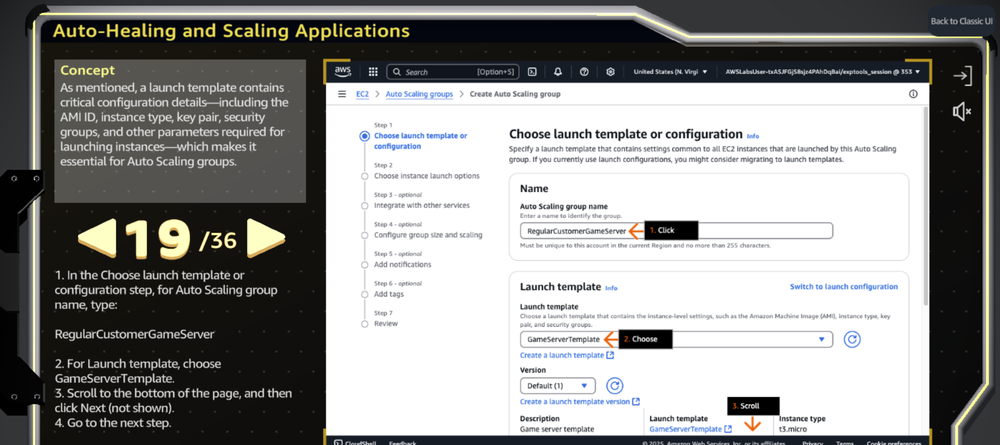 Back to Classic UI
Auto-Healing and Scaling Applications
Concept
As mentioned, a launch template contains
critical configuration details—including the
AMI ID, instance type, key pair, security
groups, and other parameters required for
launching instances—which makes it
essential for Auto Scaling groups.
19 /36
1. In the Choose launch template or
configuration step, for Auto Scaling group
name, type:
RegularCustomerGameServer
2. For Launch template, choose
GameServerTemplate.
3. Scroll to the bottom of the page, and then
click Next (not shown).
4. Go to the next step.
aws Search [Option+S] United States (N. Virgi AWSLabsUser-txASJFGjS8sjz4PAhDqBai/exptools_session @ 353
EC2 > Auto Scaling groups > Create Auto Scaling group
Step 1
Choose launch template or
configuration
Step 2
Choose instance launch options
Step 3 - optional
Integrate with other services
Step 4 - optional
Configure group size and scaling
Step 5 - optional
Add notifications
Step 6 - optional
Add tags
Step 7
Review
Choose launch template or configuration Info
Specify a launch template that contains settings common to all EC2 instances that are launched by this Auto Scaling
group. If you currently use launch configurations, you might consider migrating to launch templates.
Name
Auto Scaling group name
Enter a name to identify the group.
RegularCustomerGameServer 1. Click
Must be unique to this account in the current Region and no more than 255 characters.
Launch template Info Switch to launch configuration
Launch template
Choose a launch template that contains the instance-level settings, such as the Amazon Machine Image (AMI), instance type, key
pair, and security groups.
GameServerTemplate 2. Choose
Create a launch template
Version
Default (1)
Create a launch template version
3. Scroll
Description Launch template Instance type
Game server template GameServerTemplate t3.micro
CloudShell Feedback © 2025, Amazon Web Services, Inc. or its affiliates. Privacy Terms Cookie preferences